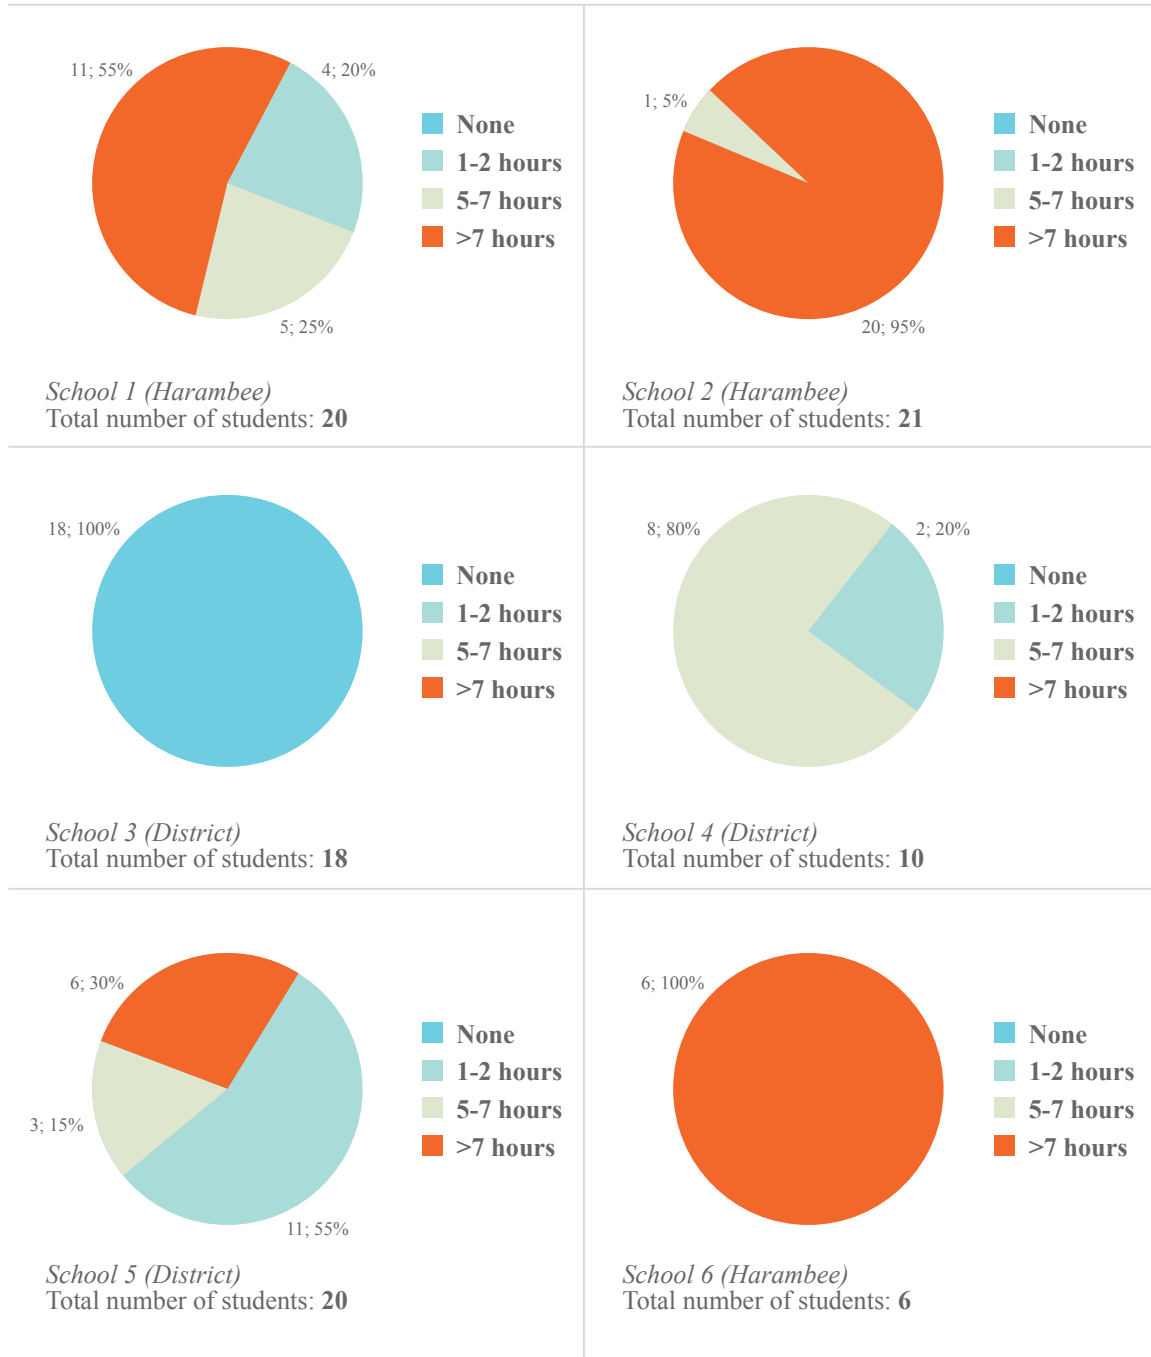 11; 55%
4; 20%
5; 25%
None
1-2 hours
5-7 hours
>7 hours
School 1 (Harambee)
Total number of students: 20
1; 5%
20; 95%
None
1-2 hours
5-7 hours
>7 hours
School 2 (Harambee)
Total number of students: 21
18; 100%
None
1-2 hours
5-7 hours
>7 hours
School 3 (District)
Total number of students: 18
8; 80%
2; 20%
None
1-2 hours
5-7 hours
>7 hours
School 4 (District)
Total number of students: 10
6; 30%
3; 15%
11; 55%
None
1-2 hours
5-7 hours
>7 hours
School 5 (District)
Total number of students: 20
6; 100%
None
1-2 hours
5-7 hours
>7 hours
School 6 (Harambee)
Total number of students: 6